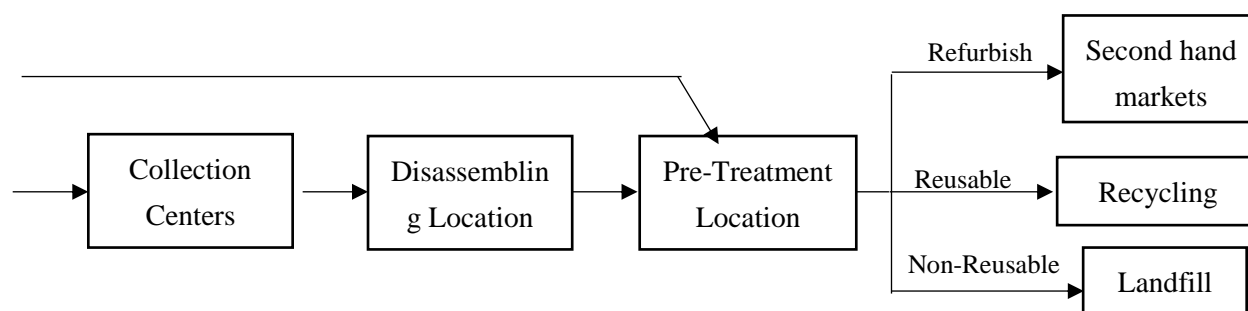 Refurbish
Second hand
markets
Collection
Centers
Disassemblin
g Location
Pre-Treatment
Location
Reusable
Recycling
Non-Reusable
Landfill